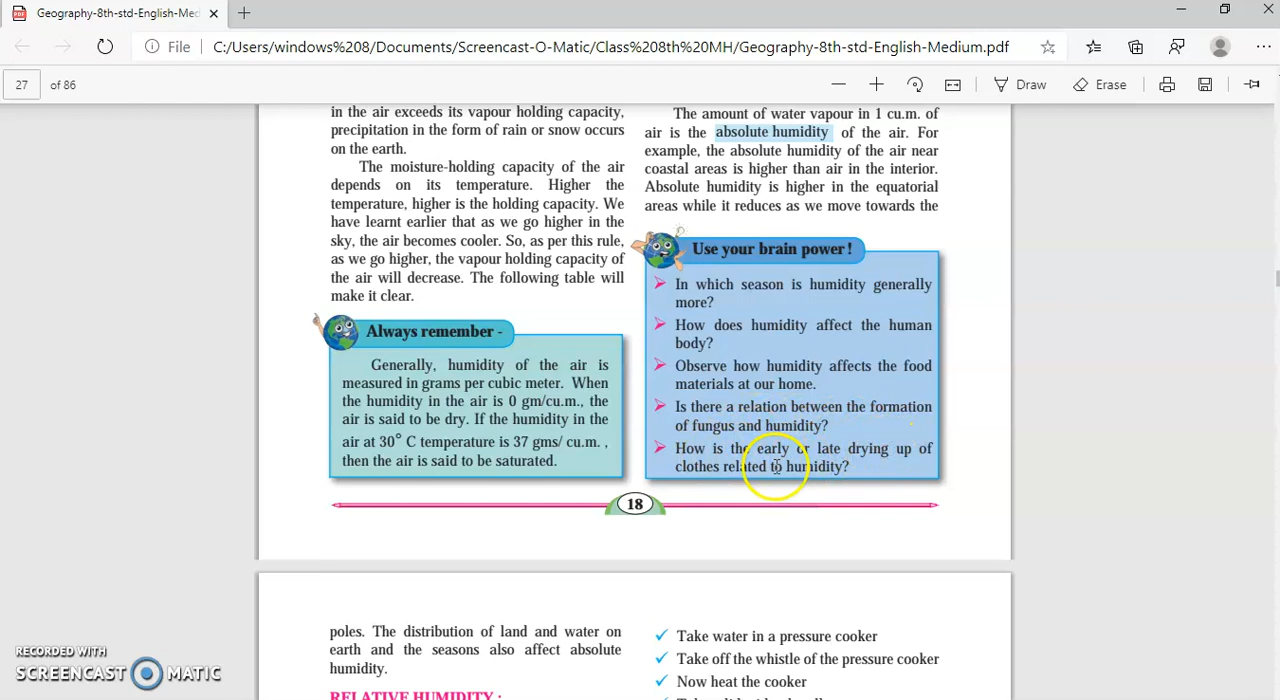 Geography-8th-std-English-Med
File
C:/Users/windows%208/Documents/Screencast-O-Matic/Class%208th%20MH/Geography-8th-std-English-Medium.pdf
27 of 86
Draw
Erase
in the air exceeds its vapour holding capacity,
precipitation in the form of rain or snow occurs
on the earth.
The moisture-holding capacity of the air
depends on its temperature. Higher the
temperature, higher is the holding capacity. We
have learnt earlier that as we go higher in the
sky, the air becomes cooler. So, as per this rule,
as we go higher, the vapour holding capacity of
the air will decrease. The following table will
make it clear.
Always remember -
Generally, humidity of the air is
measured in grams per cubic meter. When
the humidity in the air is 0 gm/cu.m., the
air is said to be dry. If the humidity in the
air at 30° C temperature is 37 gms/ cu.m. ,
then the air is said to be saturated.
The amount of water vapour in 1 cu.m. of
air is the absolute humidity of the air. For
example, the absolute humidity of the air near
coastal areas is higher than air in the interior.
Absolute humidity is higher in the equatorial
areas while it reduces as we move towards the
Use your brain power !
In which season is humidity generally
more?
How does humidity affect the human
body?
Observe how humidity affects the food
materials at our home.
Is there a relation between the formation
of fungus and humidity?
How is the early or late drying up of
clothes related to humidity?
18
poles. The distribution of land and water on
earth and the seasons also affect absolute
humidity.
RELATIVE HUMIDITY :
Take water in a pressure cooker
Take off the whistle of the pressure cooker
Now heat the cooker
RECORDED WITH
SCREENCAST MATIC